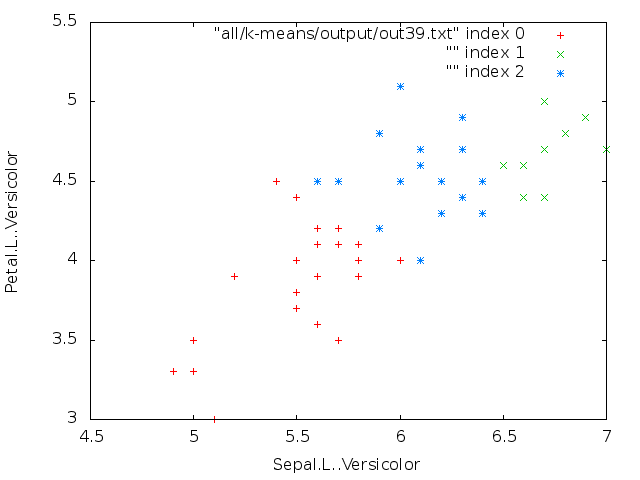 "all/k-means/output/out39.txt" index 0
"" index 1
"" index 2
5.5
5
4.5
4
3.5
3
Petal.L..Versicolor
4.5 5 5.5 6 6.5 7
Sepal.L..Versicolor